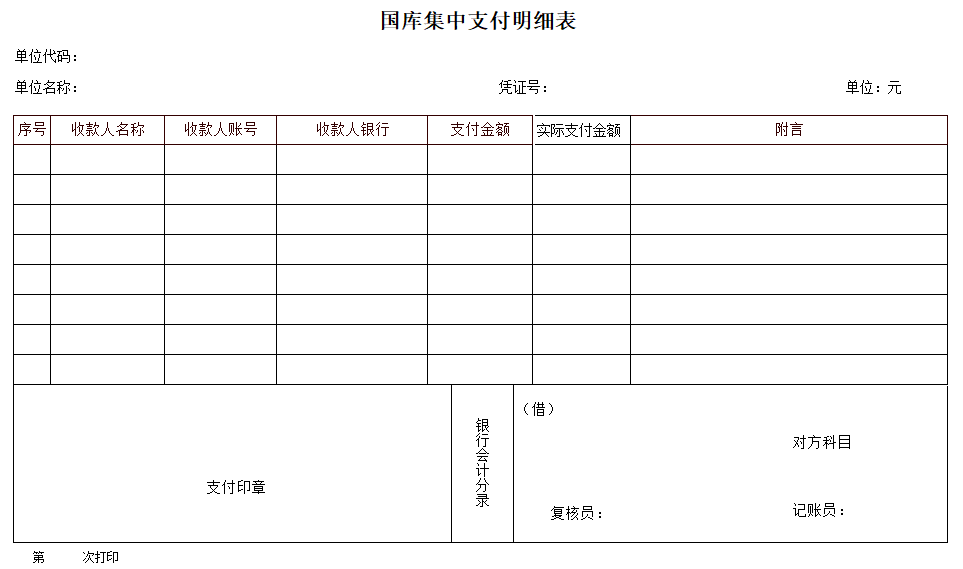 国库集中支付明细表
单位代码：
单位名称： 凭证号： 单位：元
序号 收款人名称 收款人账号 收款人银行 支付金额 实际支付金额 附言
（借）
银行会计分录
对方科目
支付印章
复核员： 记账员：
第 次打印